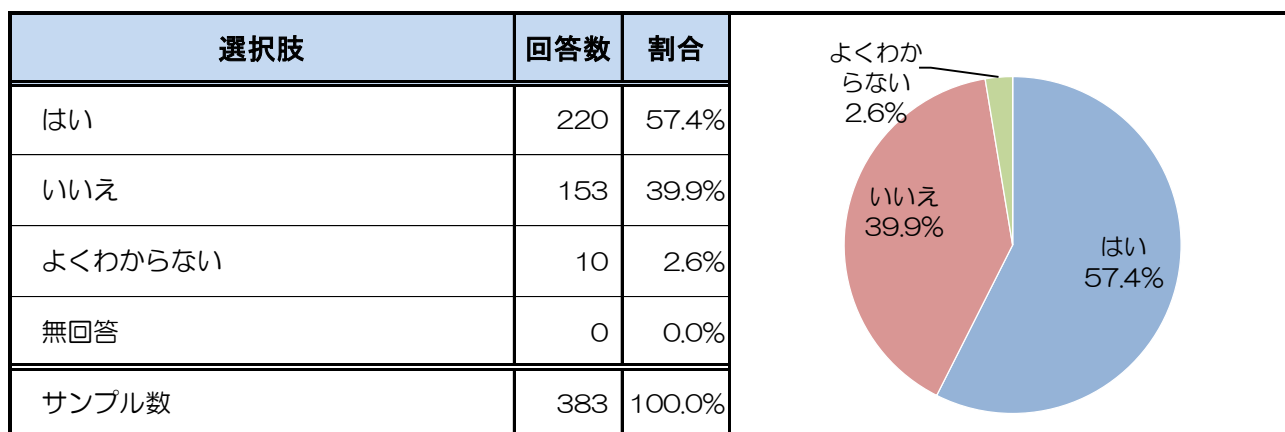 選択肢 回答数 割合
はい 220 57.4%
いいえ 153 39.9%
よくわからない 10 2.6%
無回答 0 0.0%
サンプル数 383 100.0%
よくわか
らない
2.6%
いいえ
39.9%
はい
57.4%